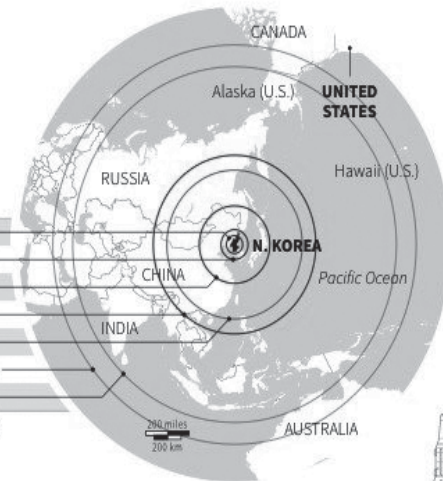 CANADA
Alaska (U.S.)
UNITED
STATES
RUSSIA
Hawaii (U.S.)
N. KOREA
CHINA
Pacific Ocean
INDIA
200 miles
200 km
AUSTRALIA